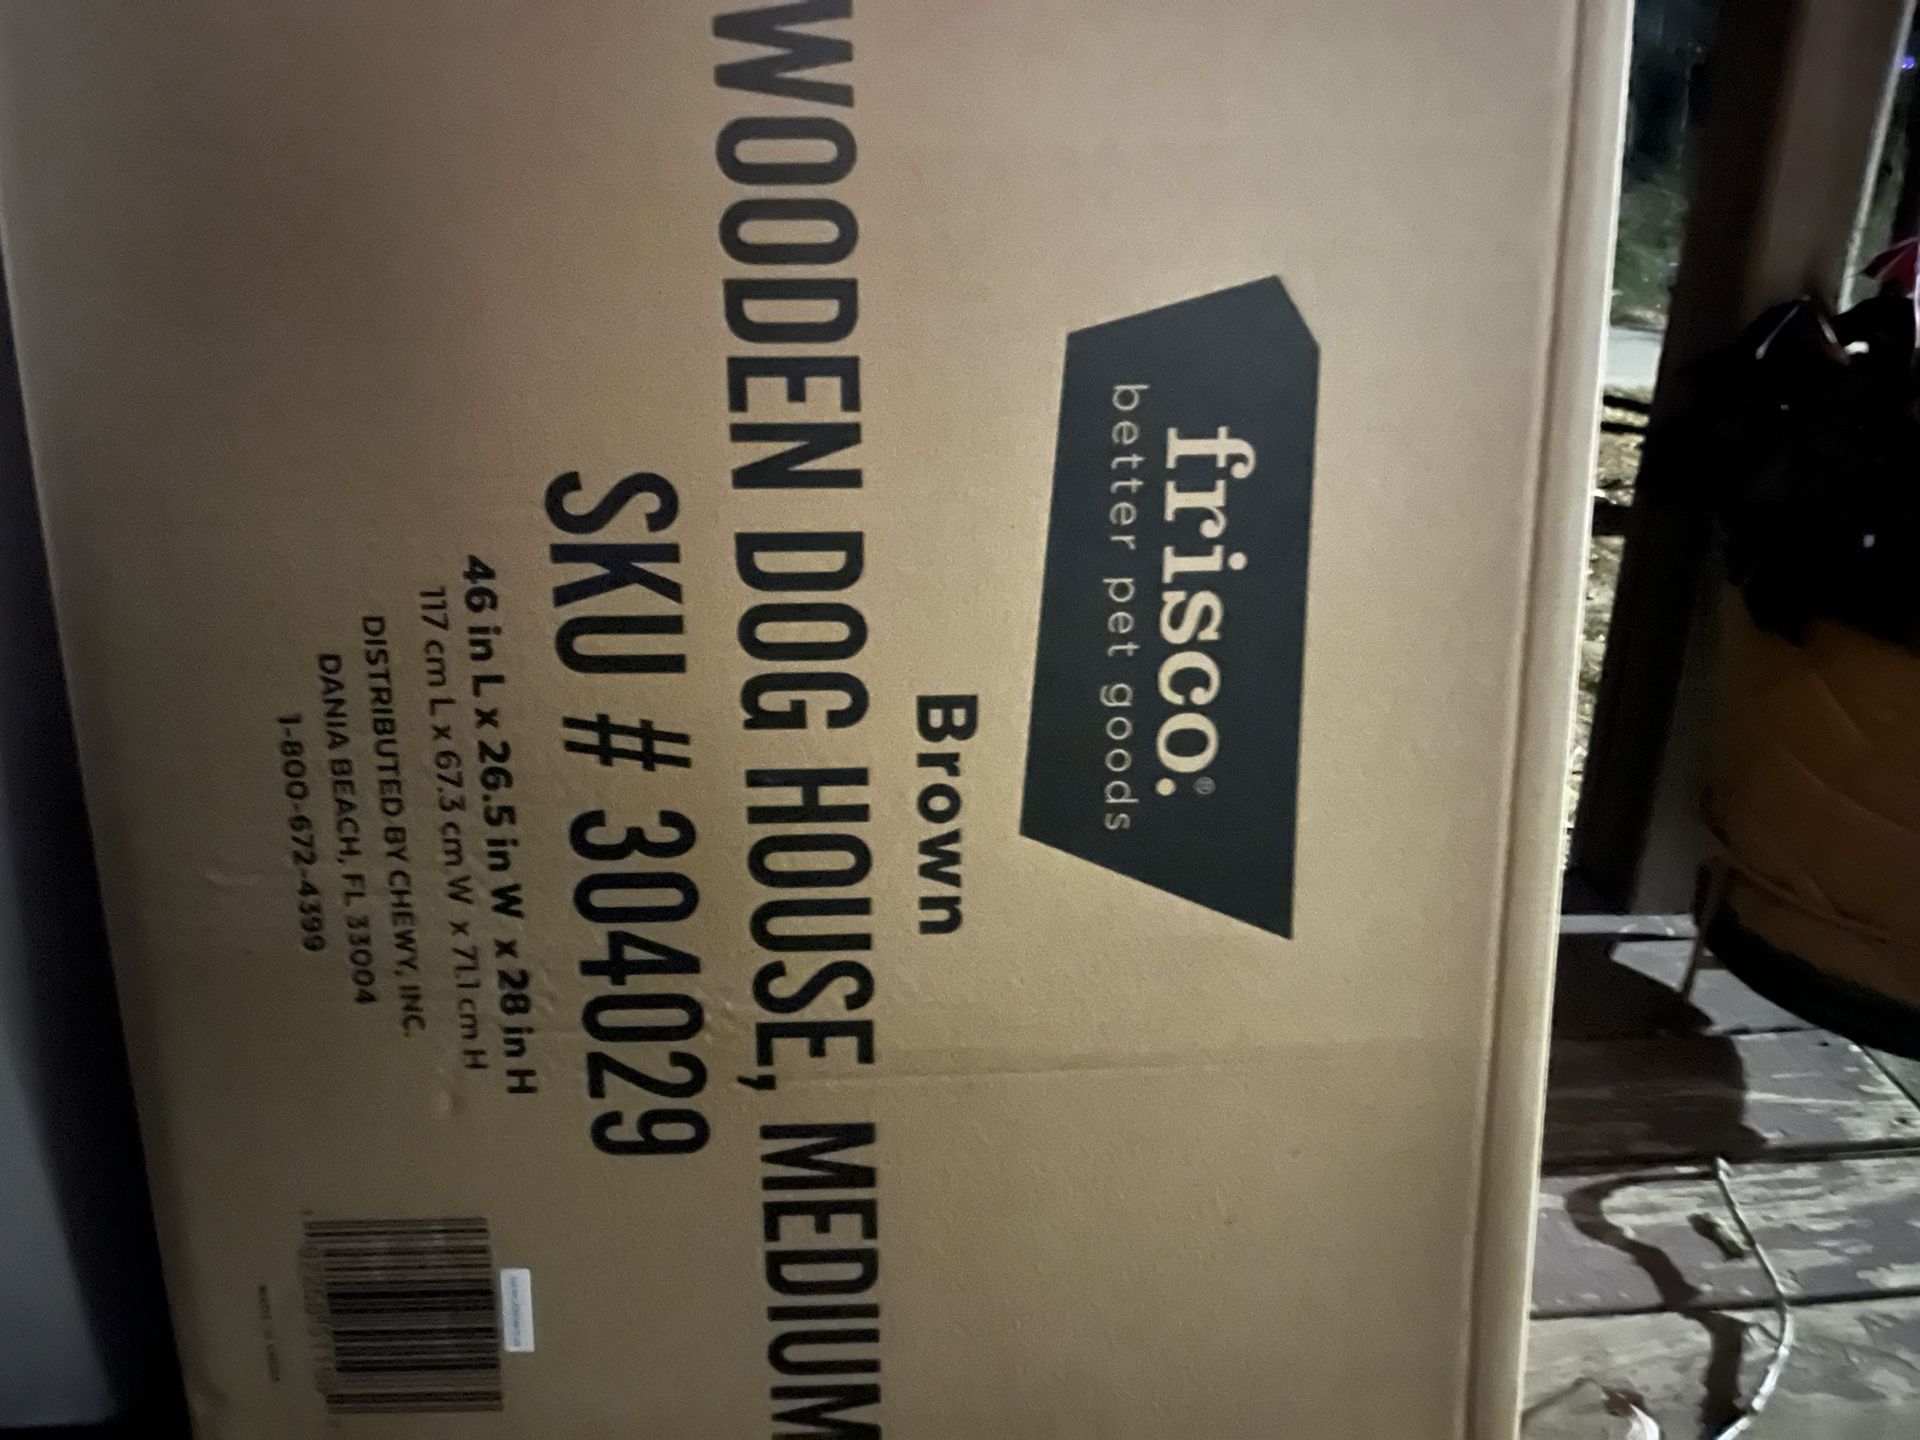 frisco.®
better pet goods
Brown
WOODEN DOG HOUSE, MEDIUM
SKU # 304029
46 in L x 26.5 in W x 28 in H
117 cm L x 67.3 cm W x 71.1 cm H
DISTRIBUTED BY CHEWY, INC.
DANIA BEACH, FL 33004
1-800-672-4399